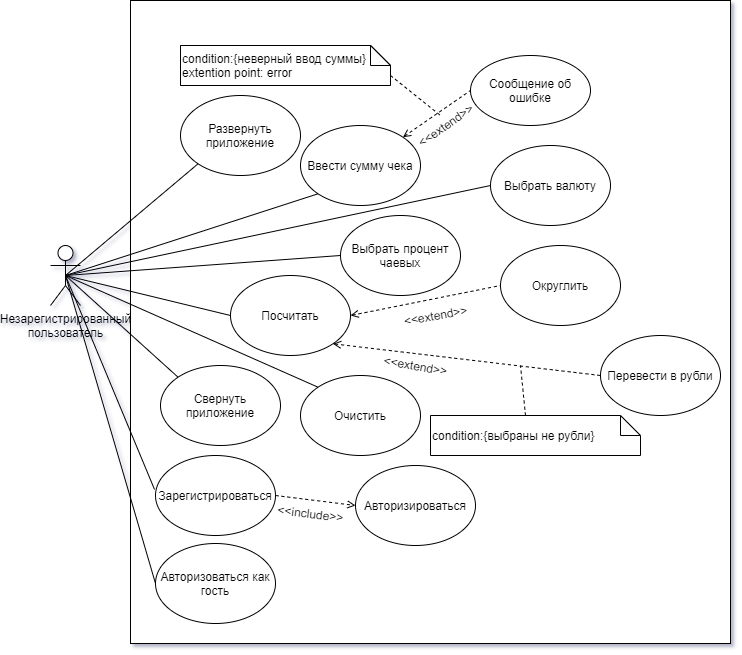 condition:{неверный ввод суммы}
extention point: error
Сообщение об
ошибке
<<extend>>
Развернуть
приложение
Ввести сумму чека
Выбрать валюту
Выбрать процент
чаевых
Округлить
Незарегистрированный
пользователь
Посчитать
<<extend>>
<<extend>>
Перевести в рубли
Свернуть
приложение
Очистить
condition:{выбраны не рубли}
Зарегистрироваться
<<include>>
Авторизироваться
Авторизоваться как
гость